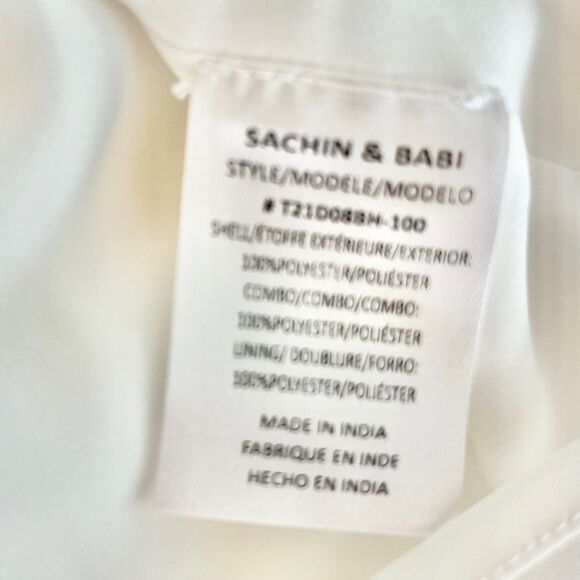 SACHIN & BABI
STYLE/MODELE/MODELO
# T21D08BH-100
SHELL/ÉTOFFE EXTÉRIEURE/EXTERIOR:
100%POLYESTER/POLIÉSTER
COMBO/COMBO/COMBO:
100%POLYESTER/POLIÉSTER
LINING/ DOUBLURE/FORRO:
100%POLYESTER/POLIÉSTER
MADE IN INDIA
FABRIQUE EN INDE
HECHO EN INDIA